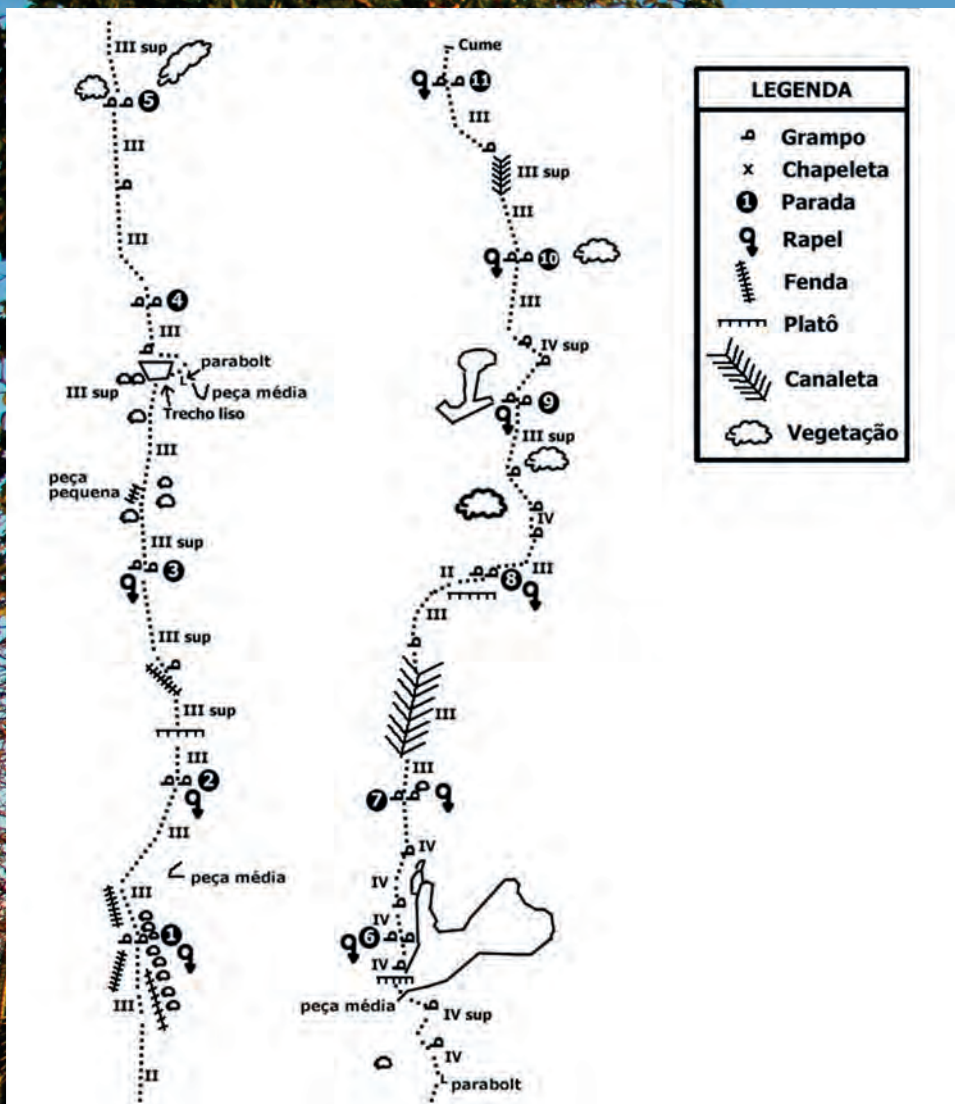 III sup
5
III
III
4
III
parabolt
peça média
III sup
Trecho liso
III
peça
pequena
III sup
3
III sup
III sup
III
2
III
peça média
III
1
III
II
Cume
11
III
III sup
III
10
III
IV sup
9
III sup
IV
II
8
III
III
III
III
7
IV
IV
IV
6
IV
peça média
IV sup
IV
parabolt
LEGENDA
Grampo
x Chapeleta
1 Parada
Rapel
Fenda
Platô
Canaleta
Vegetação